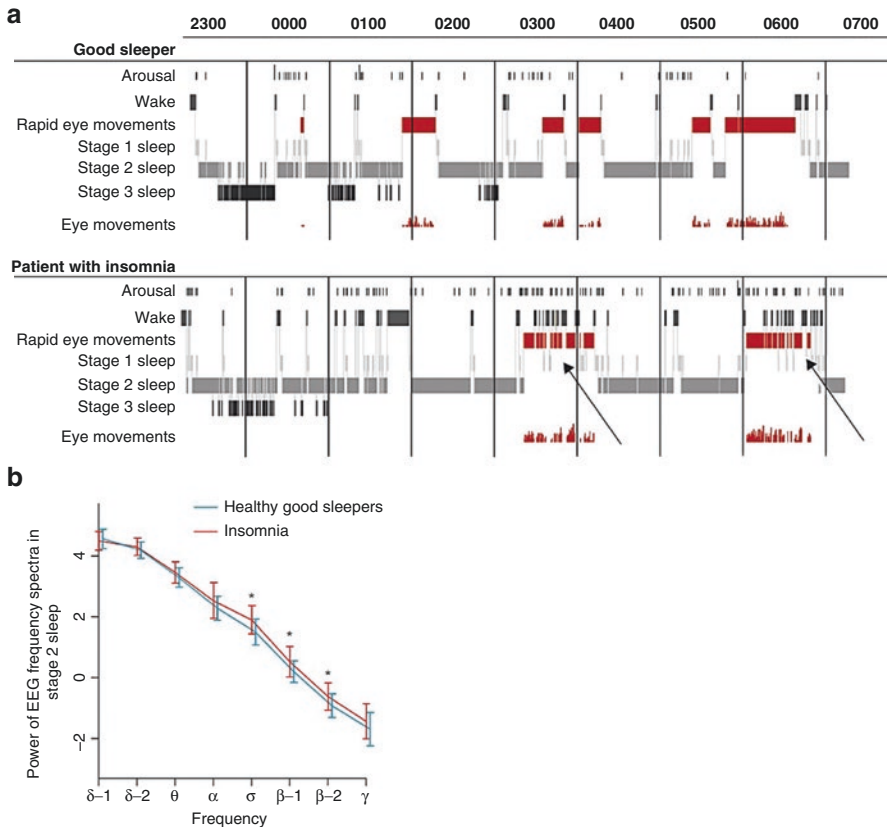 a
2300 0000 0100 0200 0300 0400 0500 0600 0700
Good sleeper
Arousal
Wake
Rapid eye movements
Stage 1 sleep
Stage 2 sleep
Stage 3 sleep
Eye movements
Patient with insomnia
Arousal
Wake
Rapid eye movements
Stage 1 sleep
Stage 2 sleep
Stage 3 sleep
Eye movements
b
Power of EEG frequency spectra in
stage 2 sleep
4
2
0
−2
Healthy good sleepers
Insomnia
*
*
*
δ−1 δ−2 θ α σ β−1 β−2 γ
Frequency